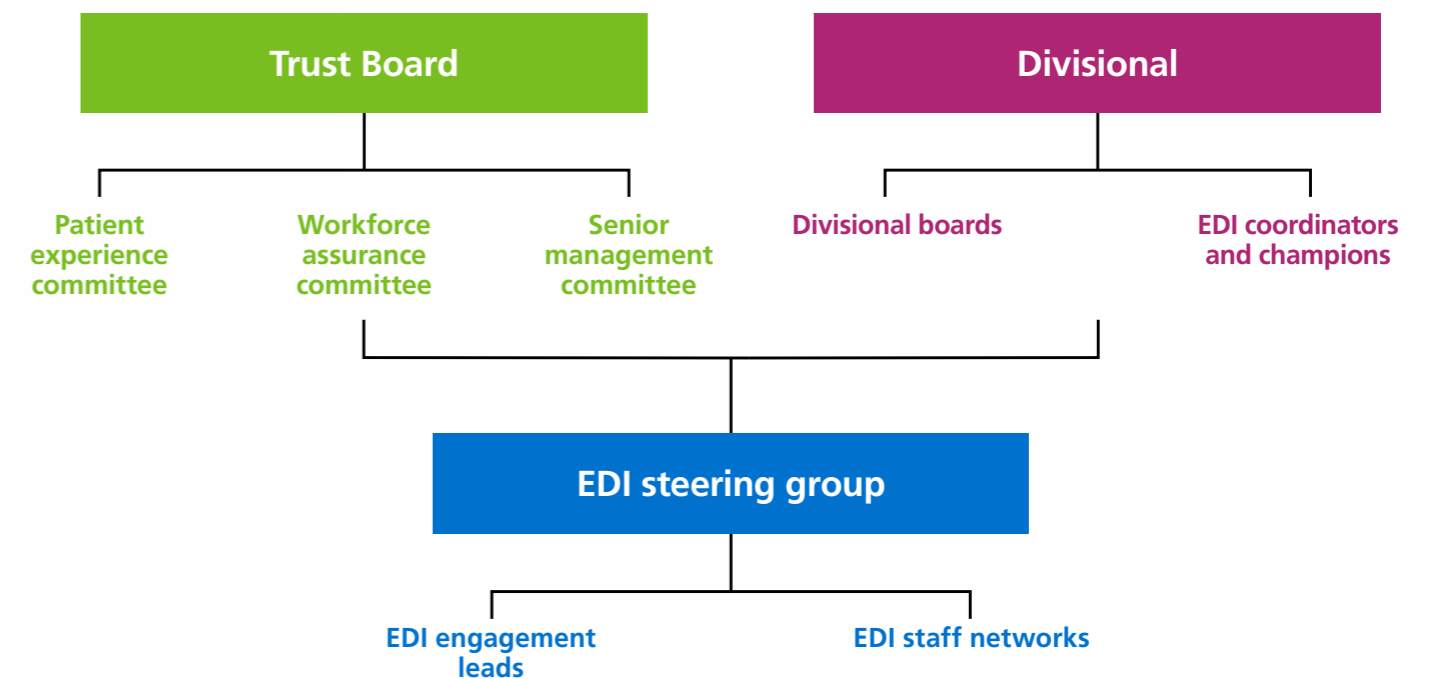 Trust Board
Divisional
Patient
experience
committee
Workforce
assurance
committee
Senior
management
committee
Divisional boards
EDI coordinators
and champions
EDI steering group
EDI engagement
leads
EDI staff networks